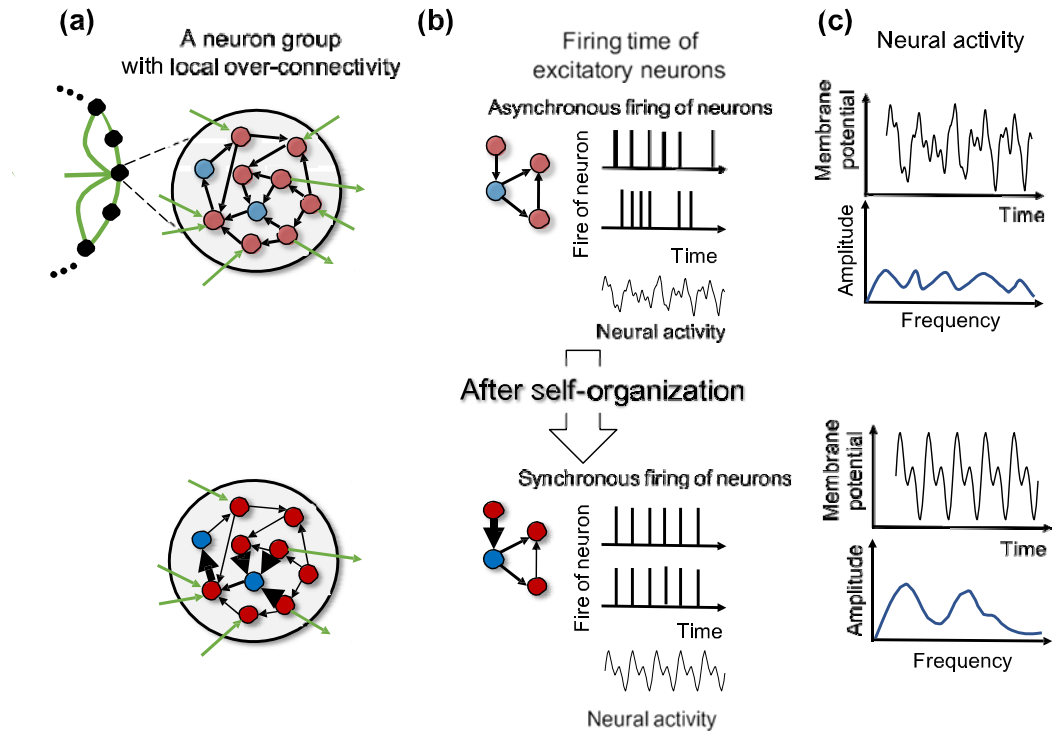 (a)
A neuron group
with local over-connectivity
(b)
Firing time of
excitatory neurons
Asynchronous firing of neurons
Fire of neuron
Time
Neural activity
After self-organization
Synchronous firing of neurons
Fire of neuron
Time
Neural activity
(c)
Neural activity
Membrane
potential
Time
Amplitude
Frequency
Membrane
potential
Time
Amplitude
Frequency